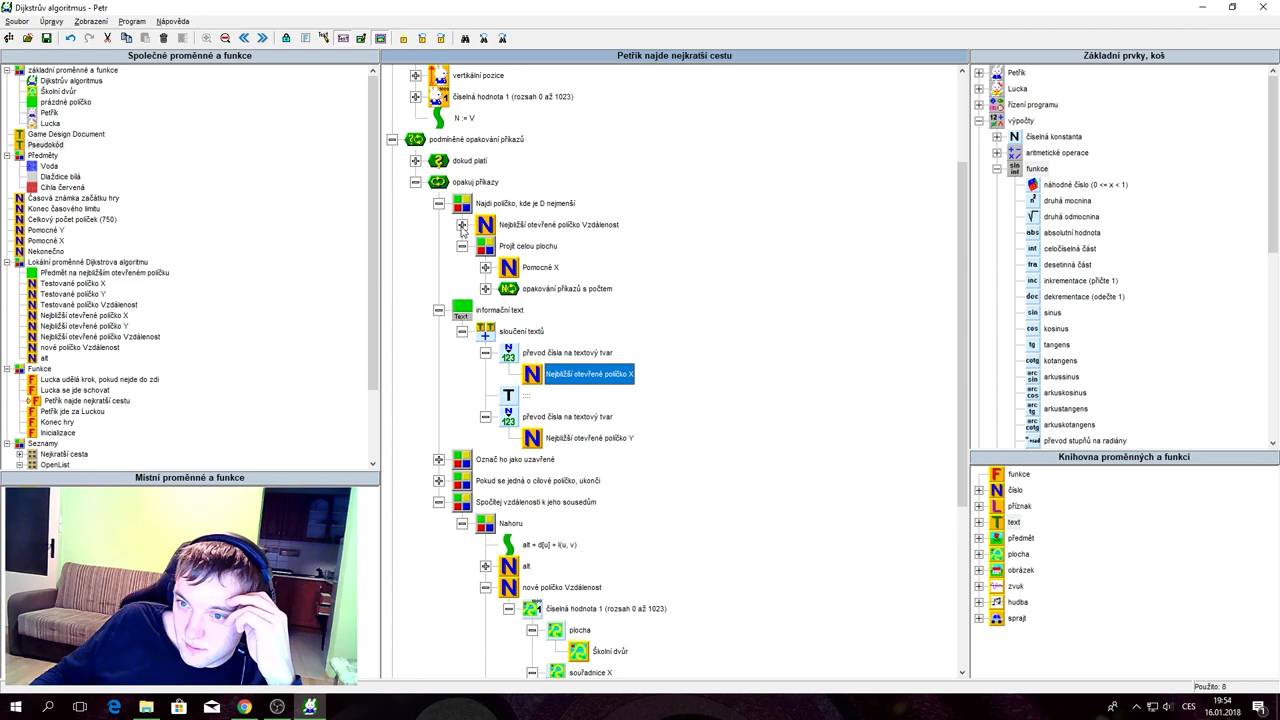 Dijkstrův algoritmus - Petr
Soubor Úpravy Zobrazení Program Nápověda
Společné proměnné a funkce
základní proměnné a funkce
Dijkstrův algoritmus
Školní dvůr
prázdné políčko
Petřík
Lucka
Game Design Document
Pseudokód
Předměty
Voda
Dlaždice bílá
Cihla červená
Časová známka začátku hry
Konec časového limitu
Celkový počet políček (750)
Pomocné Y
Pomocné X
Nekonečno
Lokální proměnné Dijkstrova algoritmu
Předmět na nejbližším otevřeném políčku
Testované políčko X
Testované políčko Y
Testované políčko Vzdálenost
Nejbližší otevřené políčko X
Nejbližší otevřené políčko Y
Nejbližší otevřené políčko Vzdálenost
nové políčko Vzdálenost
alt
Funkce
Lucka udělá krok, pokud nejde do zdi
Lucka se jde schovat
Petřík najde nejkratší cestu
Petřík jde za Luckou
Konec hry
Inicializace
Seznamy
Nejkratší cesta
OpenList
Místní proměnné a funkce
Petřík najde nejkratší cestu
vertikální pozice
číselná hodnota 1 (rozsah 0 až 1023)
N := V
podmíněné opakování příkazů
dokud platí
opakuj příkazy
Najdi políčko, kde je D nejmenší
Nejbližší otevřené políčko Vzdálenost
Projít celou plochu
Pomocné X
opakování příkazů s počtem
informační text
sloučení textů
převod čísla na textový tvar
Nejbližší otevřené políčko X
převod čísla na textový tvar
Nejbližší otevřené políčko Y
Označ ho jako uzavřené
Pokud se jedná o cílové políčko, ukonči
Spočítej vzdálenosti k jeho sousedům
Nahoru
alt = d[u] + l(u, v)
alt
nové políčko Vzdálenost
číselná hodnota 1 (rozsah 0 až 1023)
plocha
Školní dvůr
souřadnice X
Základní prvky, koš
Petřík
Lucka
řízení programu
výpočty
číselná konstanta
aritmetické operace
funkce
náhodné číslo (0 <= x < 1)
druhá mocnina
druhá odmocnina
absolutní hodnota
celočíselná část
desetinná část
inkrementace (přičte 1)
dekrementace (odečte 1)
sinus
kosinus
tangens
kotangens
arkussinus
arkuskosinus
arkustangens
arkuskotangens
převod stupňů na radiány
Knihovna proměnných a funkcí
funkce
číslo
příznak
text
předmět
plocha
obrázek
zvuk
hudba
sprajt
Použito: 8
CES
19:54
16.01.2018